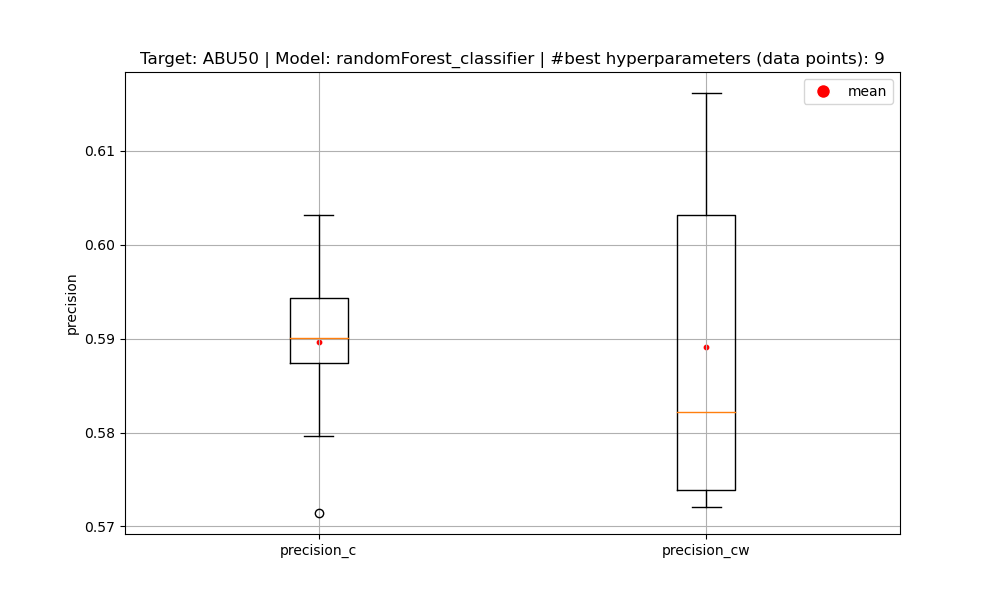 Target: ABU50 | Model: randomForest_classifier | #best hyperparameters (data points): 9
mean
0.61
0.60
0.59
0.58
0.57
precision
precision_c
precision_cw